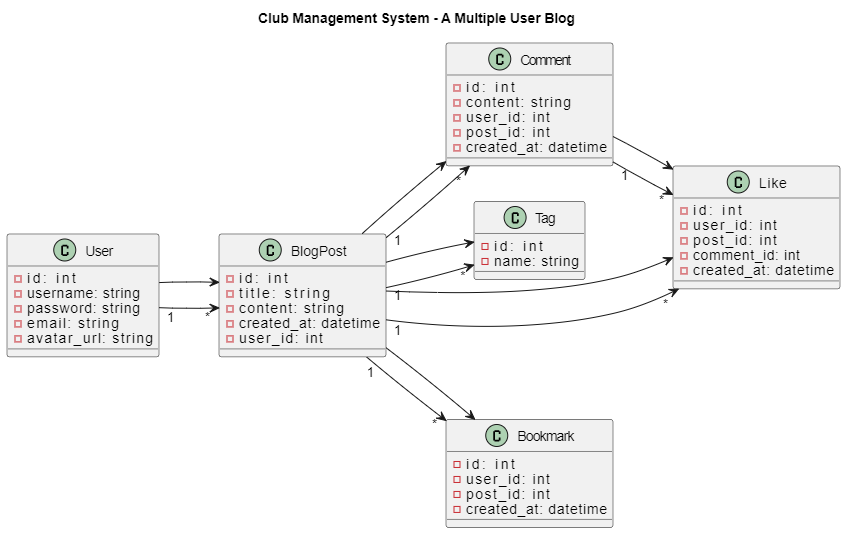 Club Management System - A Multiple User Blog
C Comment
id: int
content: string
user_id: int
post_id: int
created_at: datetime
C Like
id: int
user_id: int
post_id: int
comment_id: int
created_at: datetime
C Tag
id: int
name: string
C User
id: int
username: string
password: string
email: string
avatar_url: string
C BlogPost
id: int
title: string
content: string
created_at: datetime
user_id: int
C Bookmark
id: int
user_id: int
post_id: int
created_at: datetime
1 *
1 *
1 *
1 *
1 *
1 *